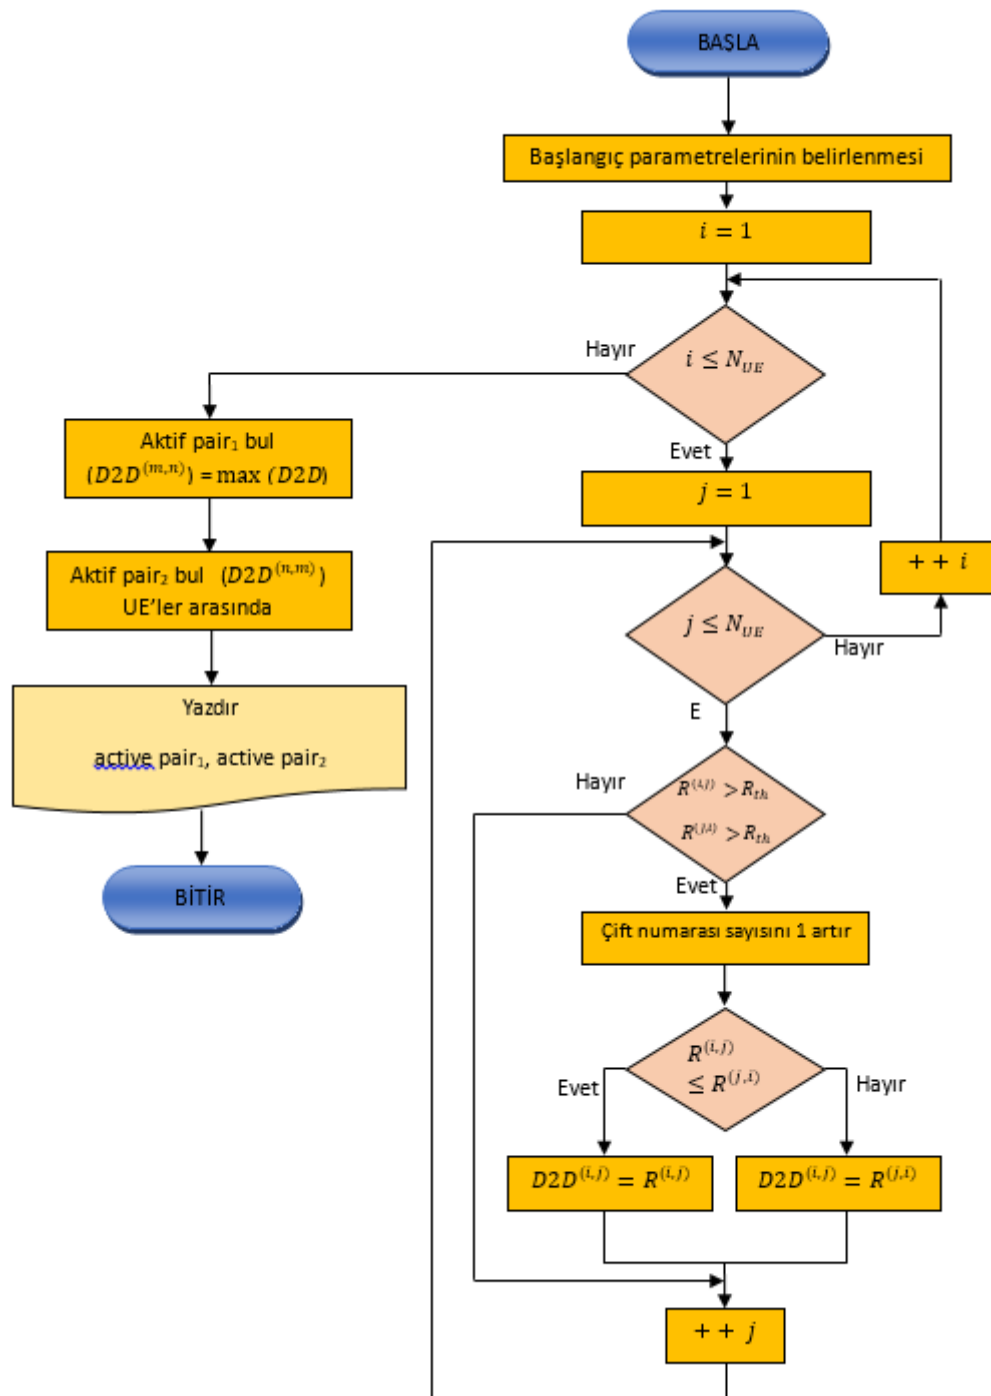 BAŞLA
Başlangıç parametrelerinin belirlenmesi
i = 1
i ≤ N_UE
Hayır
Evet
Aktif pair₁ bul
(D2D^(m,n)) = max (D2D)
Aktif pair₂ bul (D2D^(n,m))
UE'ler arasında
Yazdır
active pair₁, active pair₂
BİTİR
j = 1
+ + i
j ≤ N_UE
Hayır
E
Hayır
R^(i,j) > R_th
R^(j,i) > R_th
Evet
Çift numarası sayısını 1 artır
R^(i,j)
≤ R^(j,i)
Evet
Hayır
D2D^(i,j) = R^(i,j)
D2D^(i,j) = R^(j,i)
+ + j